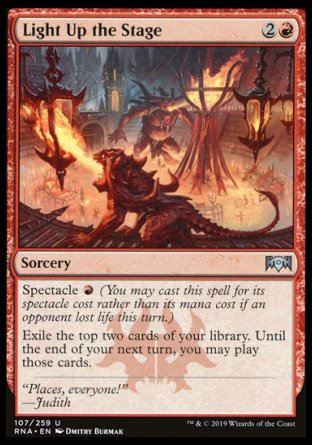 Light Up the Stage 2
Sorcery
Spectacle (You may cast this spell for its
spectacle cost rather than its mana cost if an
opponent lost life this turn.)
Exile the top two cards of your library. Until
the end of your next turn, you may play
those cards.
“Places, everyone!”
—Judith
107/259 U
RNA • EN Dmitry Burmak
™ & © 2019 Wizards of the Coast